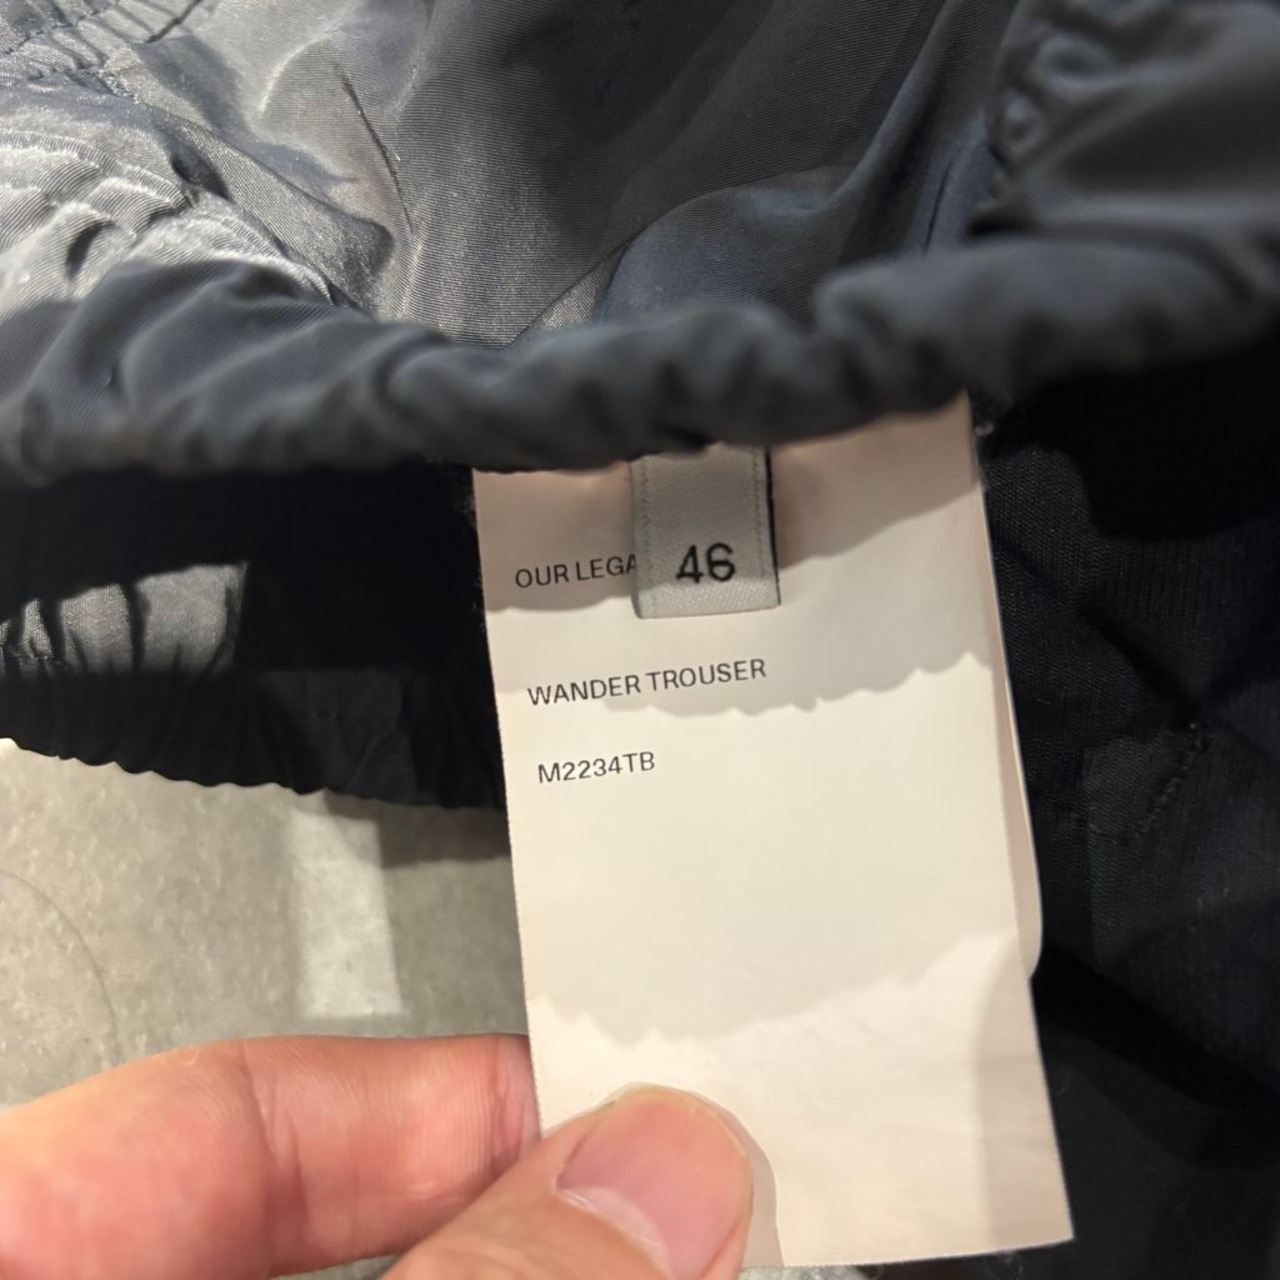 OUR LEGA
46
WANDER TROUSER
M2234TB